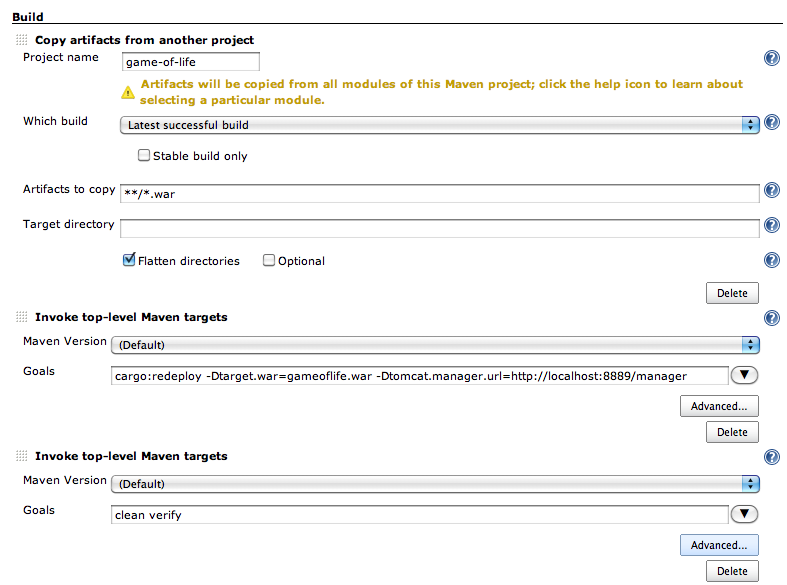 Build
Copy artifacts from another project
Project name game-of-life
Artifacts will be copied from all modules of this Maven project; click the help icon to learn about
selecting a particular module.
Which build Latest successful build
Stable build only
Artifacts to copy **/*.war
Target directory
Flatten directories Optional
Delete
Invoke top-level Maven targets
Maven Version (Default)
Goals cargo:redeploy -Dtarget.war=gameoflife.war -Dtomcat.manager.url=http://localhost:8889/manager
Advanced...
Delete
Invoke top-level Maven targets
Maven Version (Default)
Goals clean verify
Advanced...
Delete